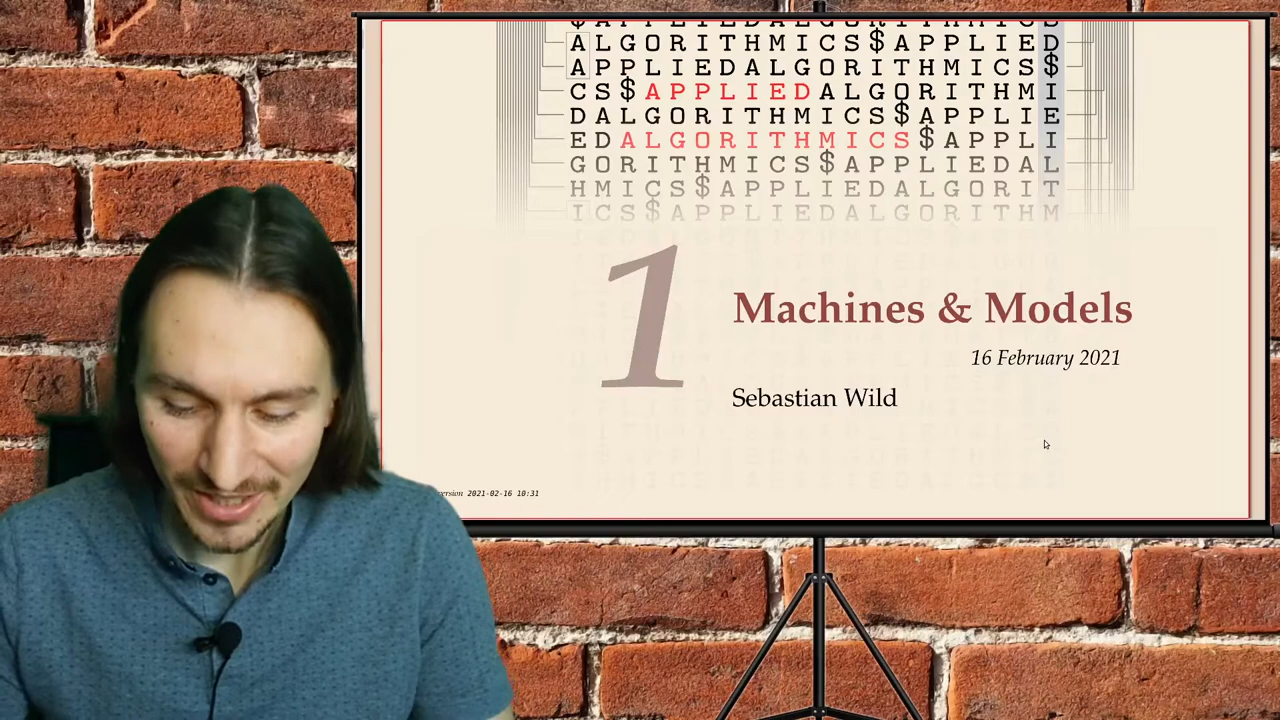 ALGORITHMICS$APPLIED
APPLIEDALGORITHMICS$
CS$APPLIEDALGORITHMI
DALGORITHMICS$APPLIE
EDALGORITHMICS$APPLI
GORITHMICS$APPLIEDAL
HMICS$APPLIEDALGORIT
ICS$APPLIEDALGORITHM
1
Machines & Models
16 February 2021
Sebastian Wild
version 2021-02-16 10:31